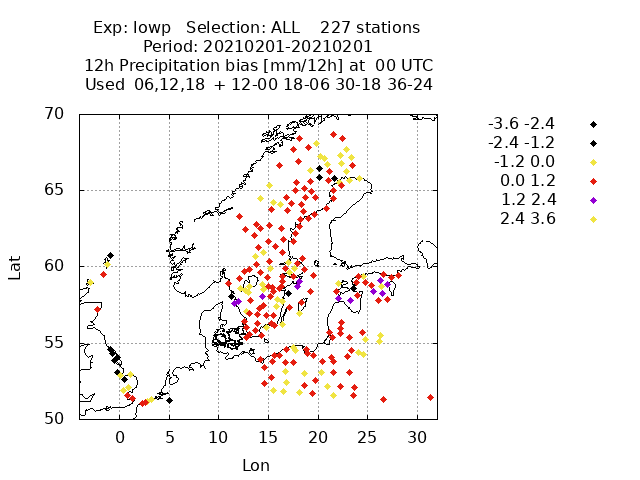 Exp: lowp   Selection: ALL    227 stations
Period: 20210201-20210201
12h Precipitation bias [mm/12h] at  00 UTC
Used  06,12,18  + 12-00 18-06 30-18 36-24
-3.6 -2.4
-2.4 -1.2
-1.2 0.0
0.0 1.2
1.2 2.4
2.4 3.6
70
65
60
55
50
Lat
0 5 10 15 20 25 30
Lon